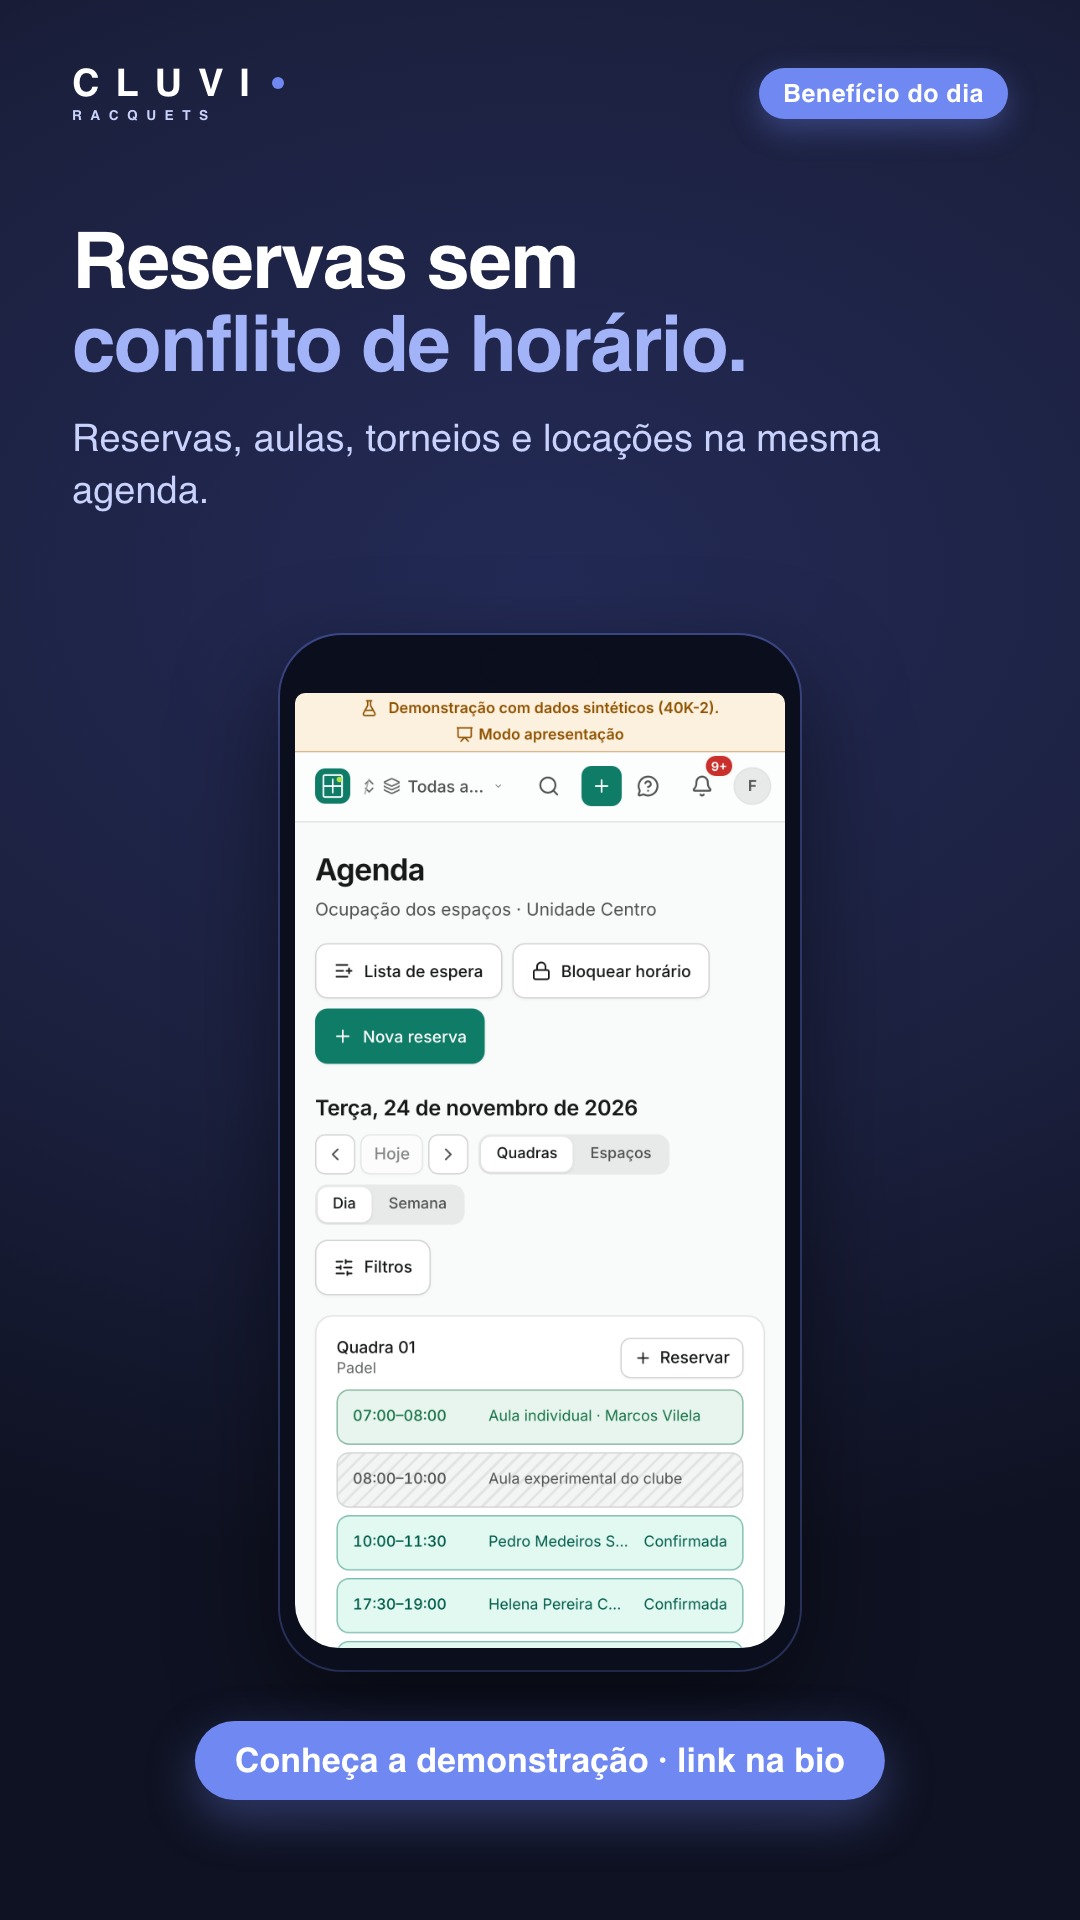 CLUVI
RACQUETS
Benefício do dia
Reservas sem
conflito de horário.
Reservas, aulas, torneios e locações na mesma
agenda.
Demonstração com dados sintéticos (40K-2).
Modo apresentação
Todas a...
9+
F
Agenda
Ocupação dos espaços · Unidade Centro
Lista de espera
Bloquear horário
Nova reserva
Terça, 24 de novembro de 2026
Hoje
Quadras
Espaços
Dia
Semana
Filtros
Quadra 01
Padel
Reservar
07:00–08:00 Aula individual · Marcos Vilela
08:00–10:00 Aula experimental do clube
10:00–11:30 Pedro Medeiros S... Confirmada
17:30–19:00 Helena Pereira C... Confirmada
Conheça a demonstração · link na bio